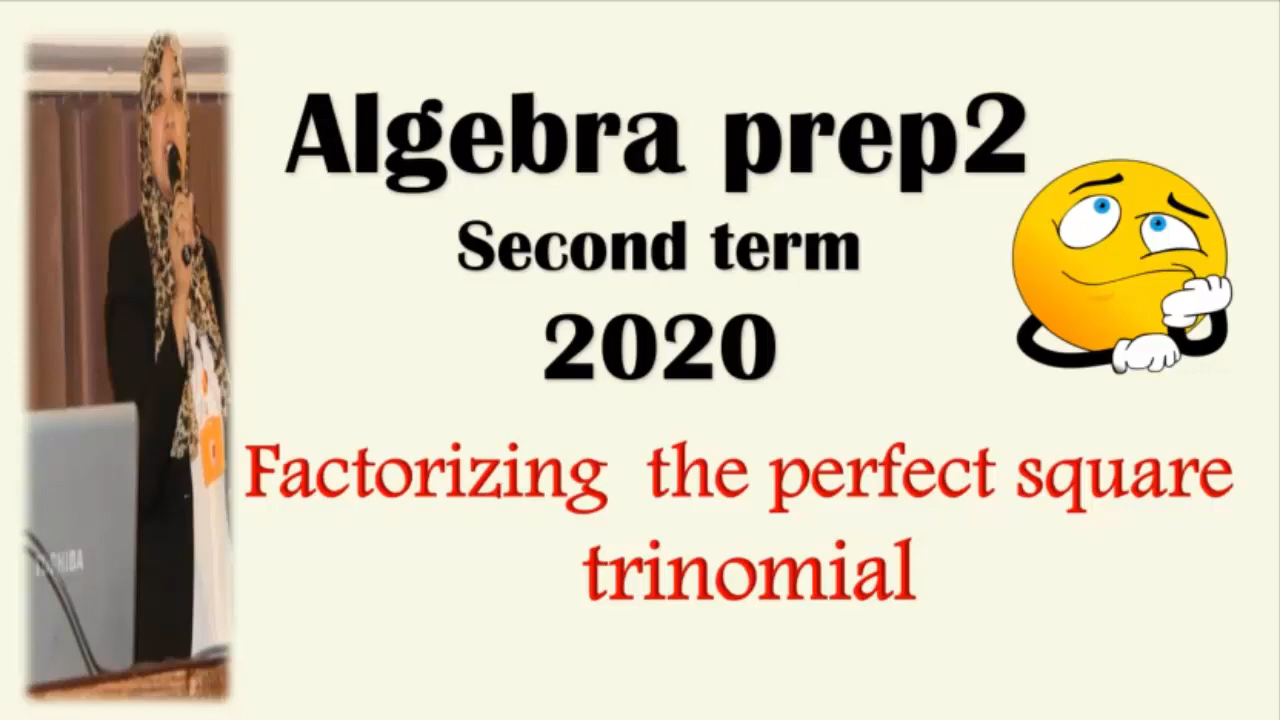 Algebra prep2
Second term
2020
Factorizing the perfect square
trinomial